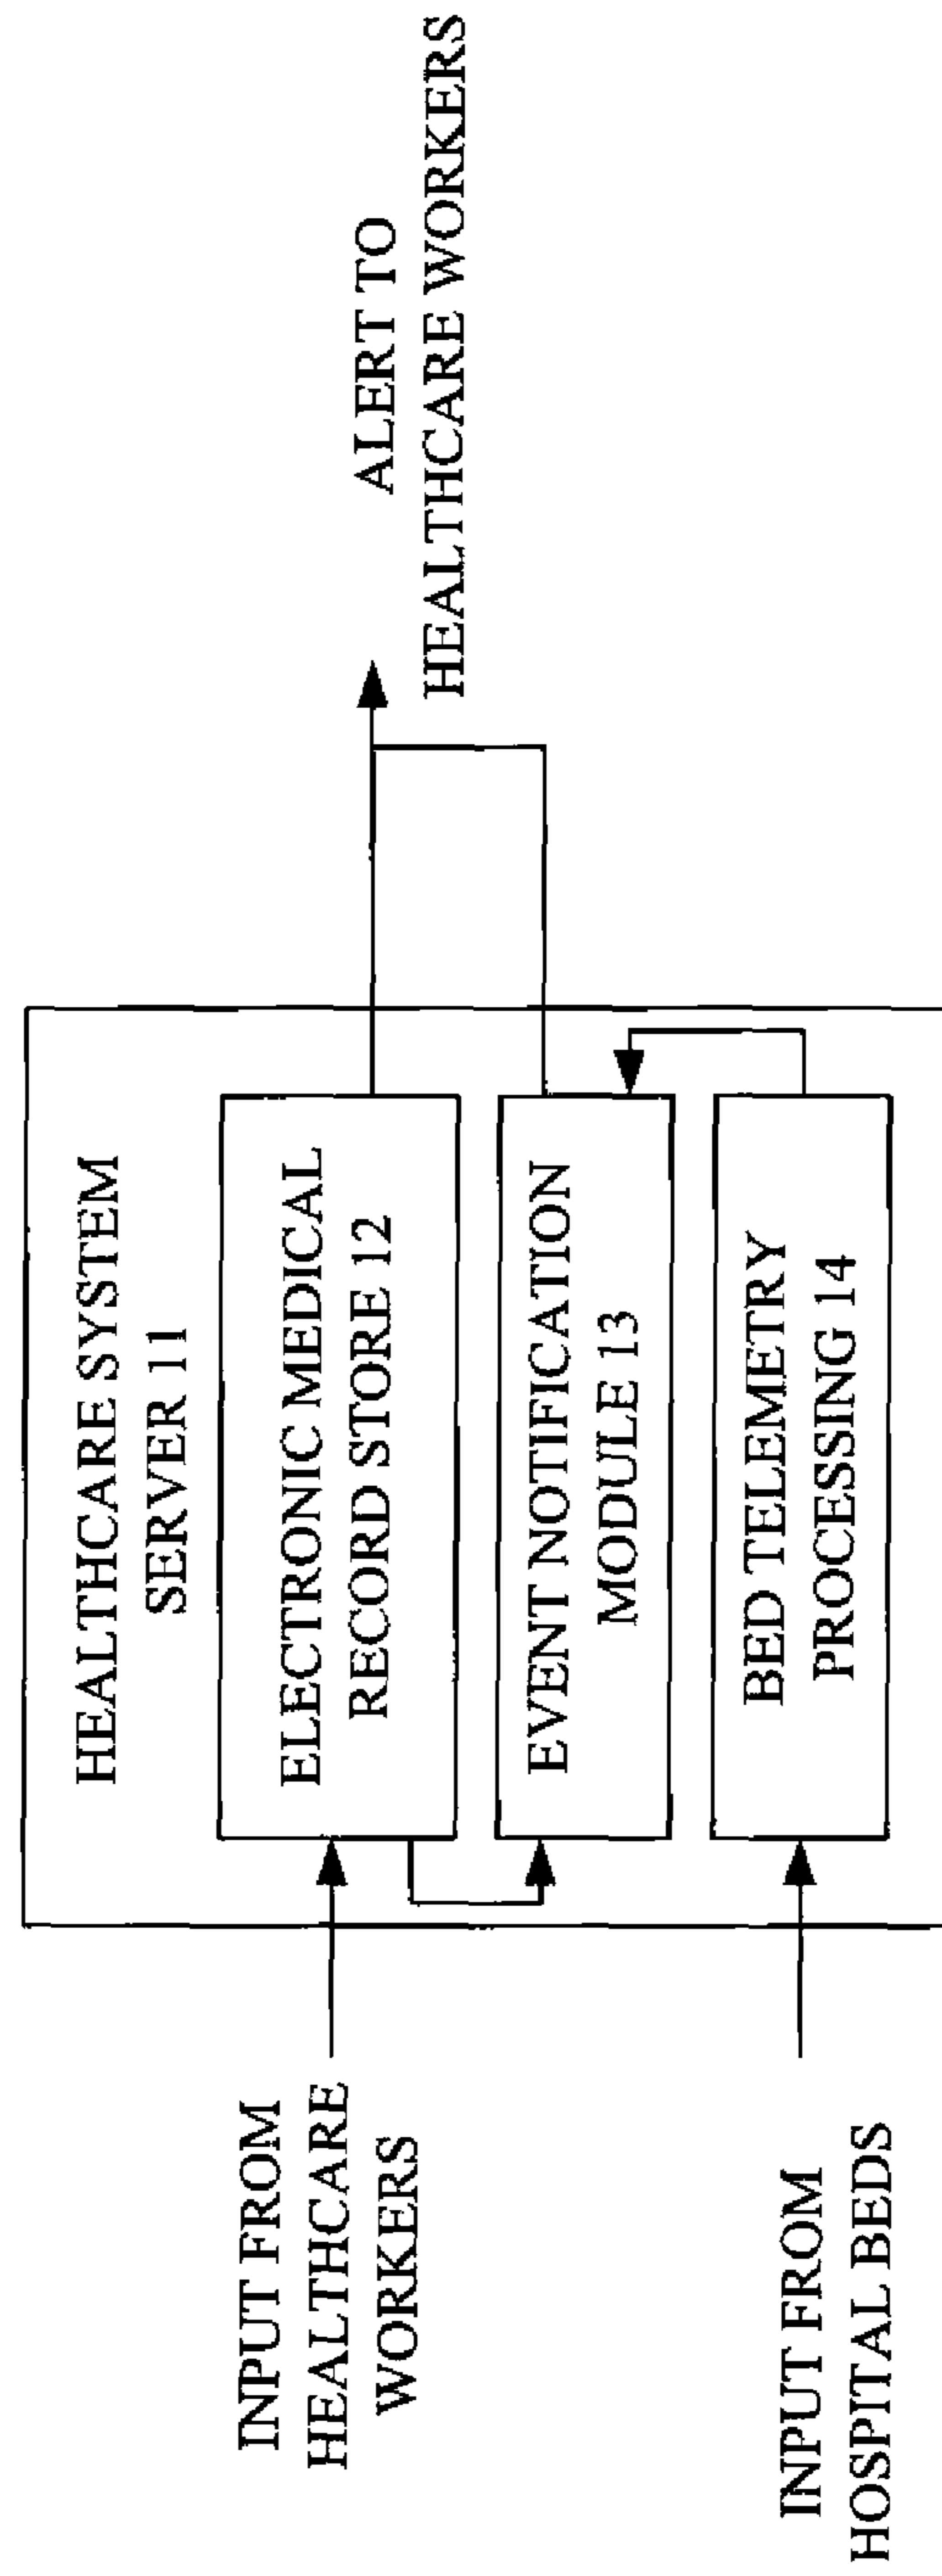 HEALTHCARE SYSTEM
SERVER 11
INPUT FROM
HEALTHCARE
WORKERS
ELECTRONIC MEDICAL
RECORD STORE 12
ALERT TO
HEALTHCARE WORKERS
EVENT NOTIFICATION
MODULE 13
INPUT FROM
HOSPITAL BEDS
BED TELEMETRY
PROCESSING 14